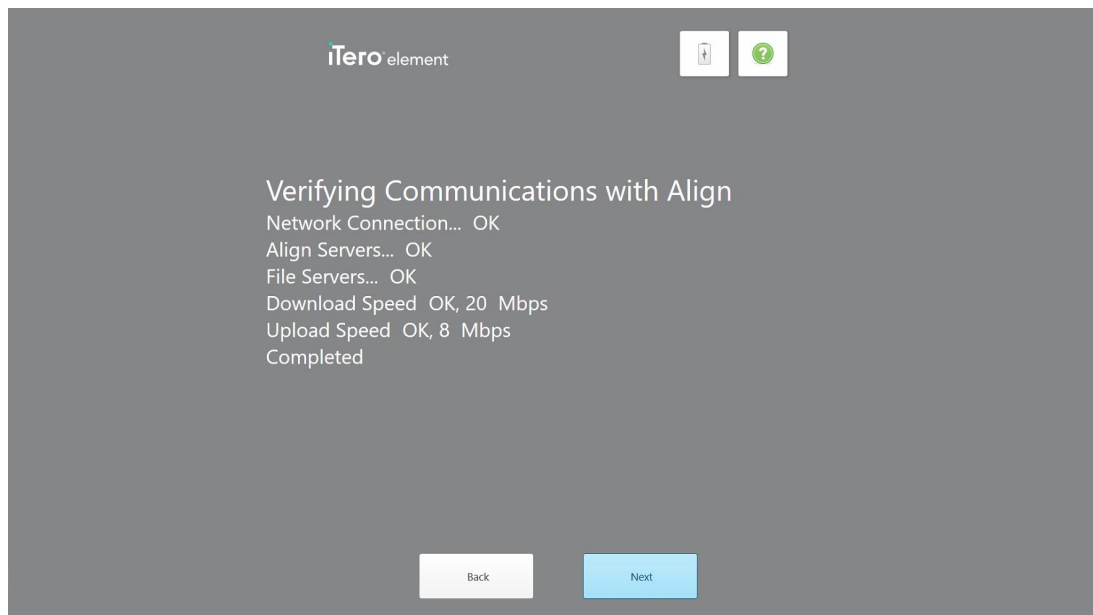 iTero element
?
Verifying Communications with Align
Network Connection... OK
Align Servers... OK
File Servers... OK
Download Speed OK, 20 Mbps
Upload Speed OK, 8 Mbps
Completed
Back Next